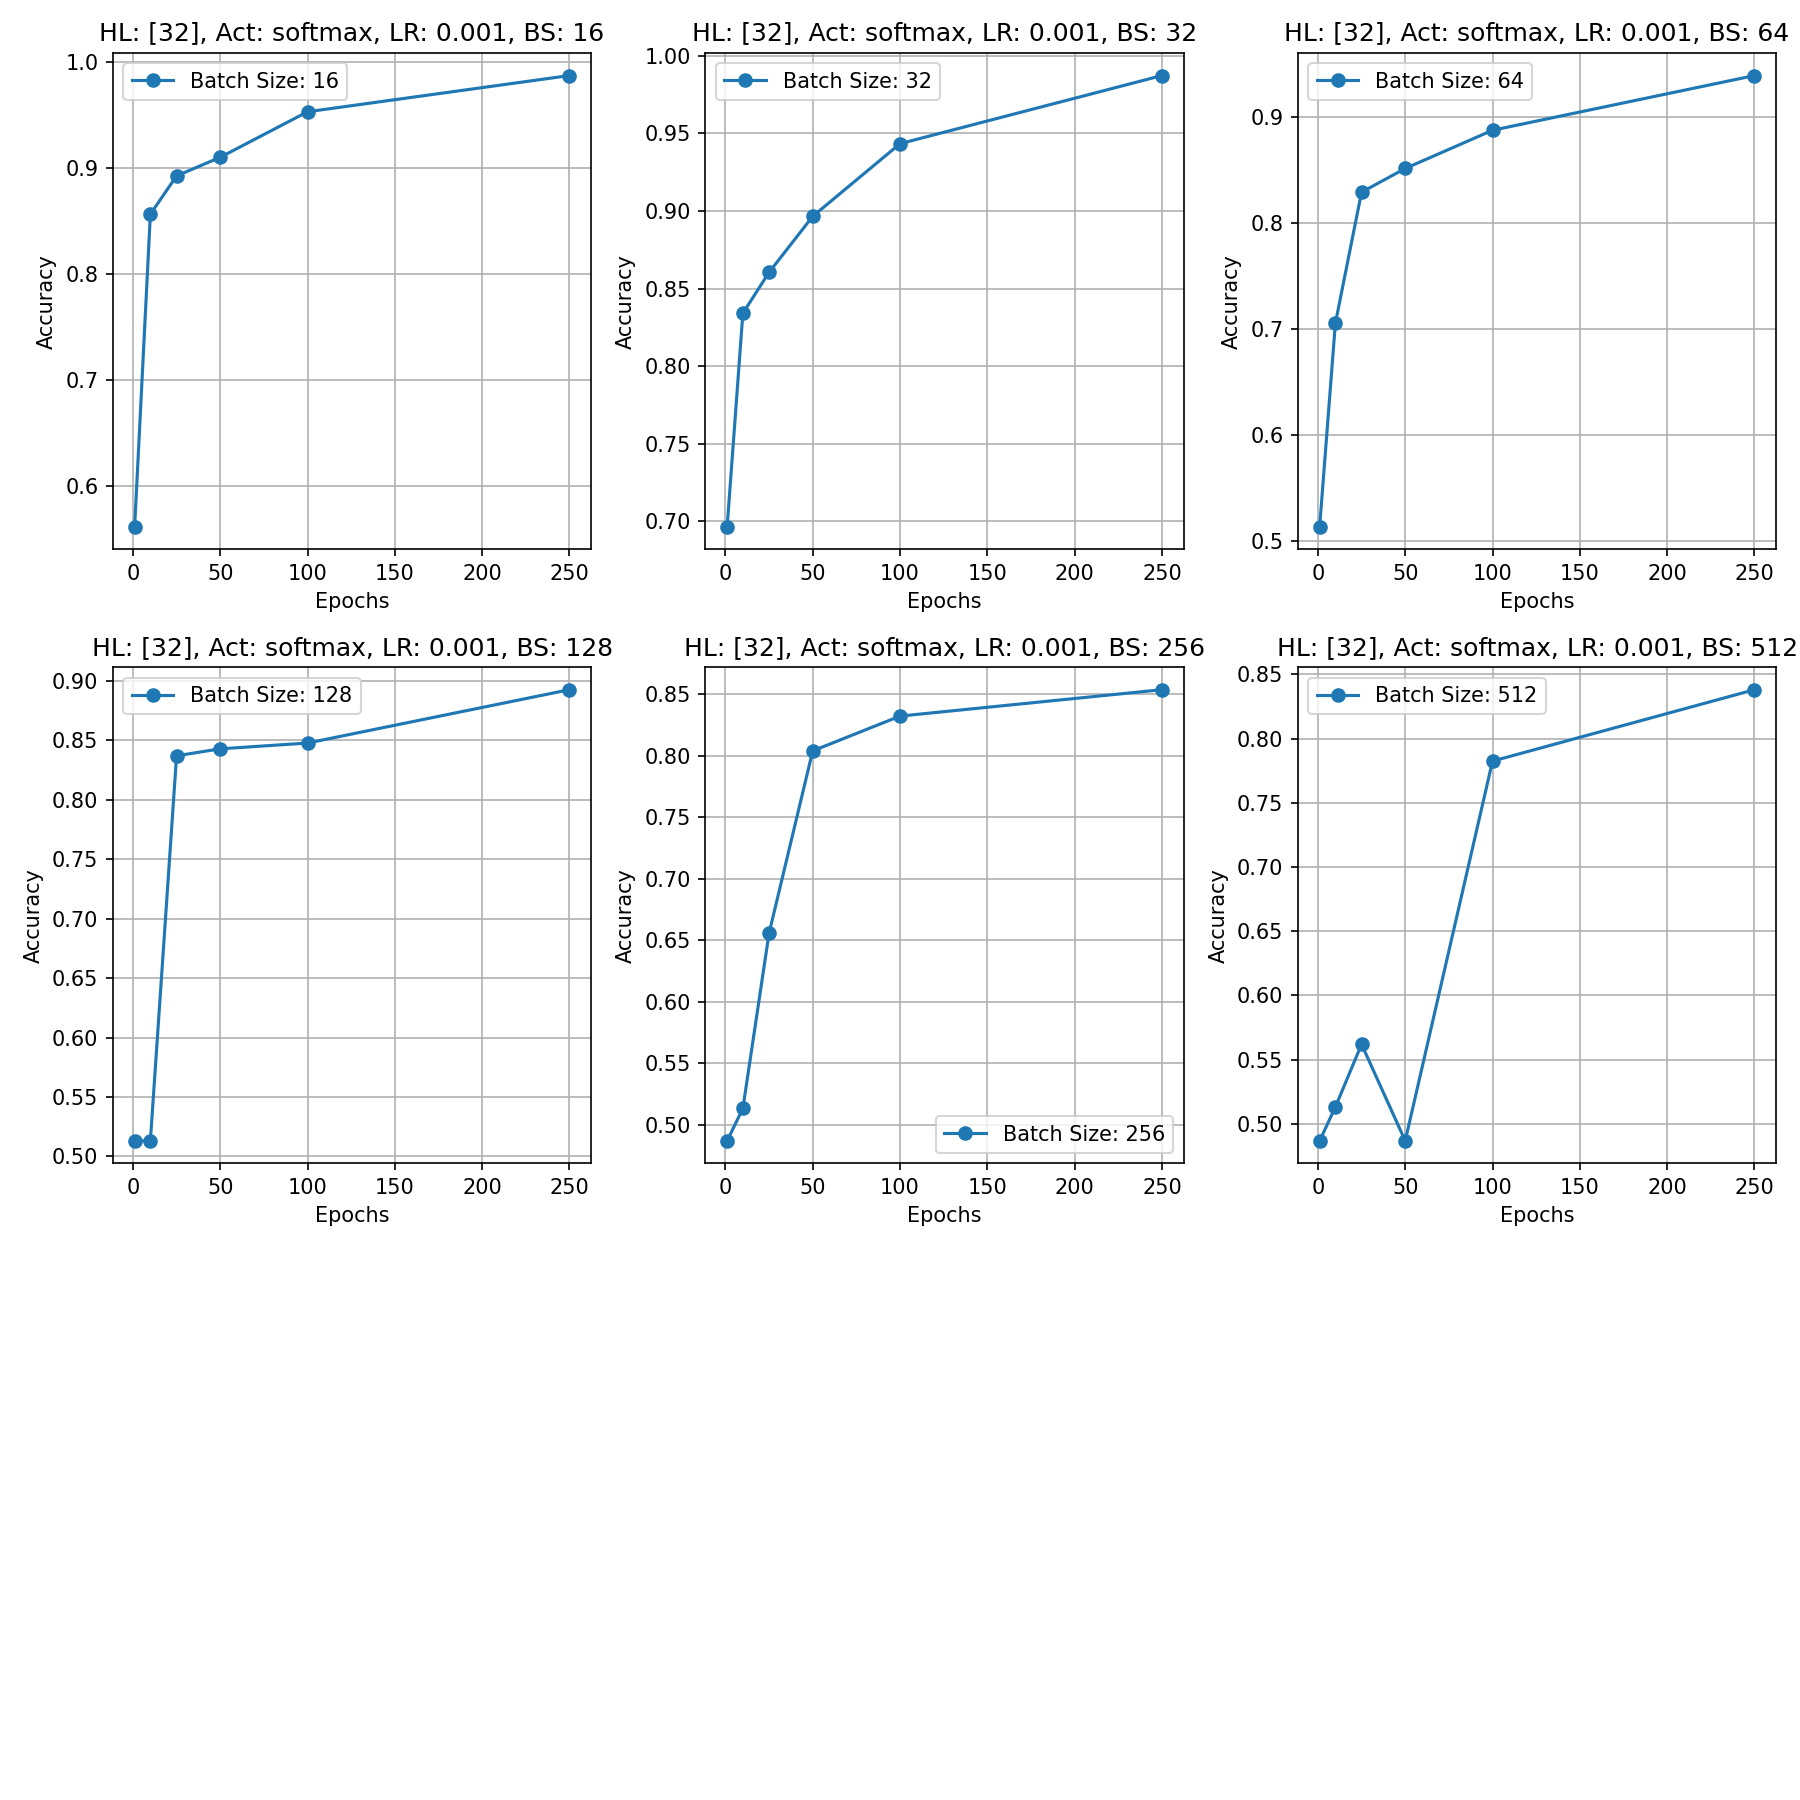 HL: [32], Act: softmax, LR: 0.001, BS: 16
Batch Size: 16
Accuracy
1.0
0.9
0.8
0.7
0.6
0 50 100 150 200 250
Epochs
HL: [32], Act: softmax, LR: 0.001, BS: 32
Batch Size: 32
Accuracy
1.00
0.95
0.90
0.85
0.80
0.75
0.70
0 50 100 150 200 250
Epochs
HL: [32], Act: softmax, LR: 0.001, BS: 64
Batch Size: 64
Accuracy
0.9
0.8
0.7
0.6
0.5
0 50 100 150 200 250
Epochs
HL: [32], Act: softmax, LR: 0.001, BS: 128
Batch Size: 128
Accuracy
0.90
0.85
0.80
0.75
0.70
0.65
0.60
0.55
0.50
0 50 100 150 200 250
Epochs
HL: [32], Act: softmax, LR: 0.001, BS: 256
Accuracy
0.85
0.80
0.75
0.70
0.65
0.60
0.55
0.50
Batch Size: 256
0 50 100 150 200 250
Epochs
HL: [32], Act: softmax, LR: 0.001, BS: 512
Batch Size: 512
Accuracy
0.85
0.80
0.75
0.70
0.65
0.60
0.55
0.50
0 50 100 150 200 250
Epochs